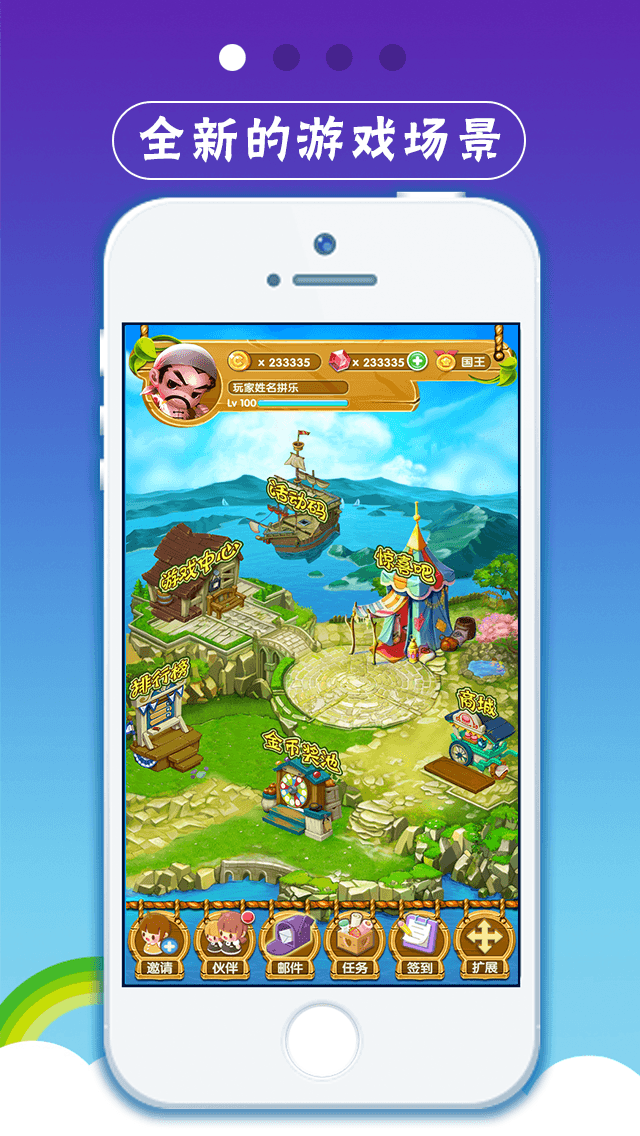 全新的游戏场景
x 233335
x 233335
国王
玩家姓名拼乐
Lv 100
活动码
游戏中心
惊喜吧
排行榜
商城
金币奖池
邀请
伙伴
邮件
任务
签到
扩展